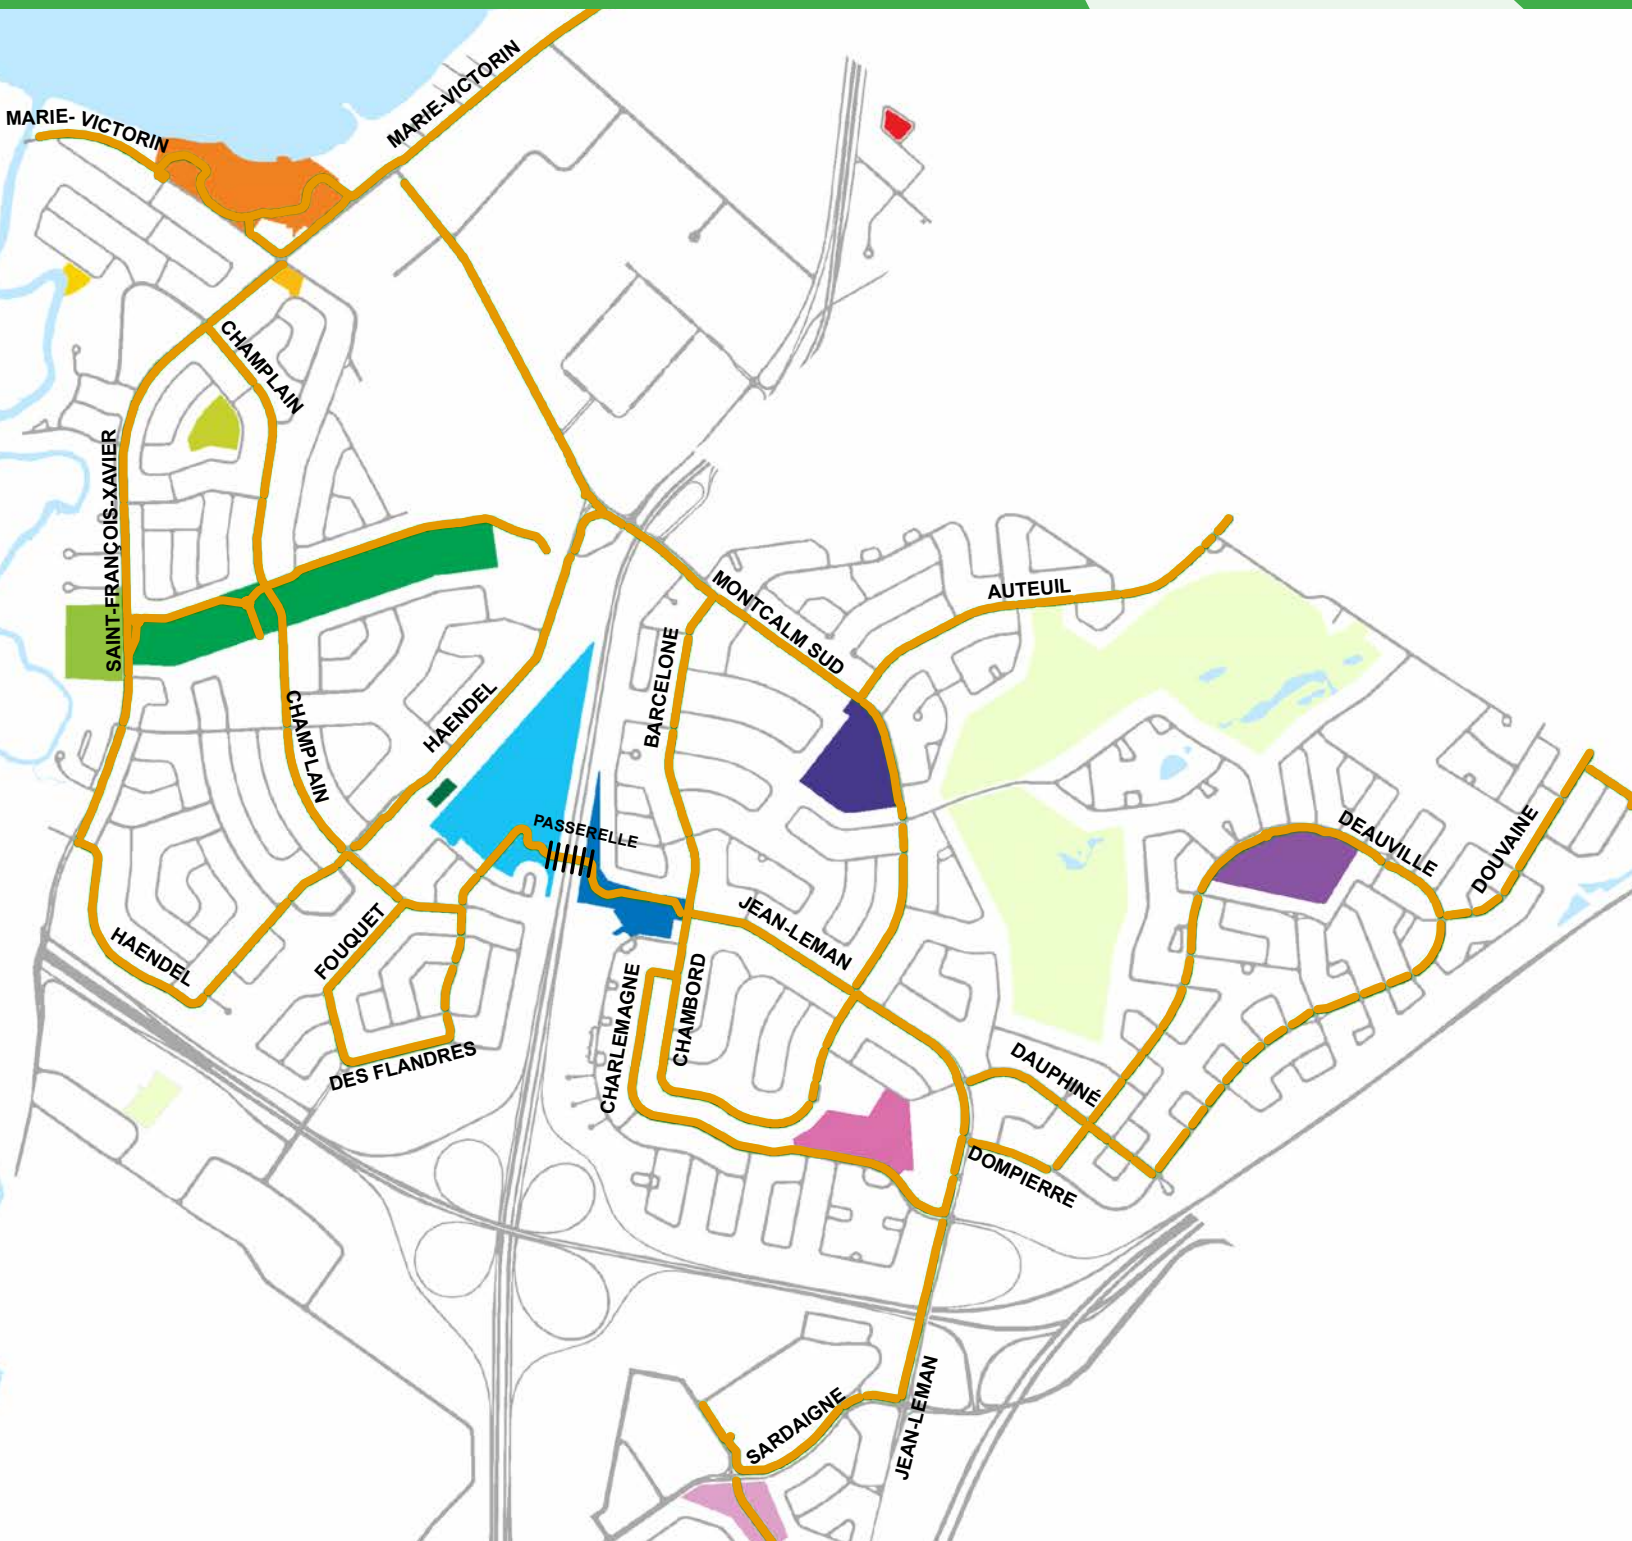 MARIE-VICTORIN
MARIE- VICTORIN
CHAMPLAIN
SAINT-FRANÇOIS-XAVIER
AUTEUIL
MONTCALM SUD
BARCELONE
HAENDEL
CHAMPLAIN
PASSERELLE
DEAUVILLE
DOUVAINE
JEAN-LEMAN
FOUQUET
HAENDEL
CHARLEMAGNE
CHAMBORD
DES FLANDRES
DAUPHINÉ
DOMPIERRE
SARDAIGNE
JEAN-LEMAN